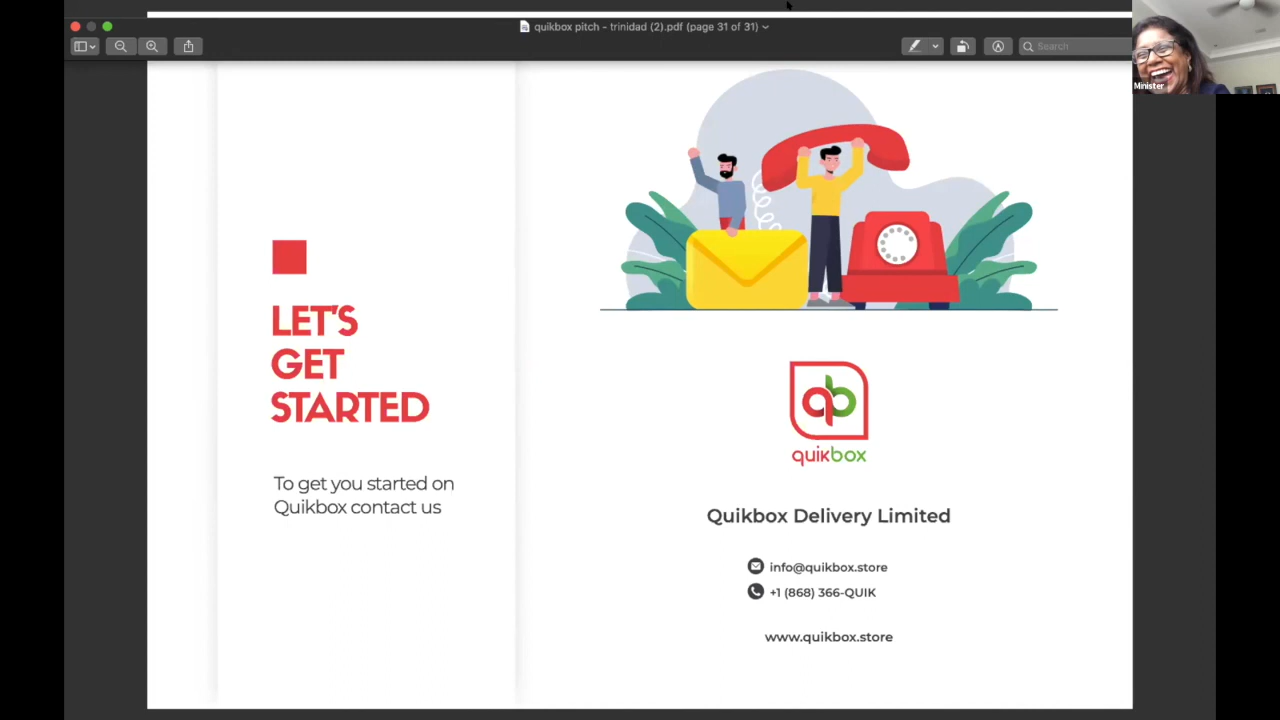 quikbox pitch – trinidad (2).pdf (page 31 of 31)
Search
Minister
LET'S
GET
STARTED
To get you started on
Quikbox contact us
qb
quikbox
Quikbox Delivery Limited
info@quikbox.store
+1 (868) 366-QUIK
www.quikbox.store